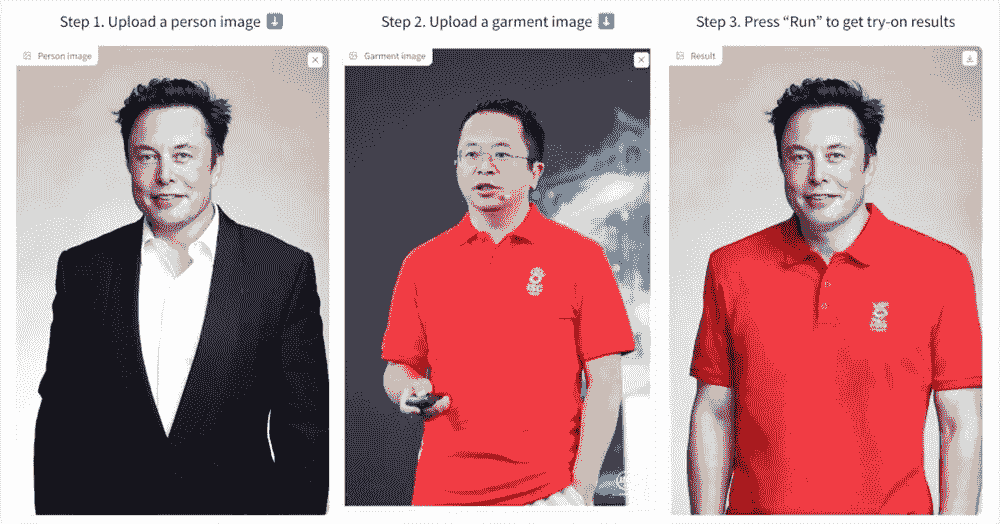 Step 1. Upload a person image ⬇️
Step 2. Upload a garment image ⬇️
Step 3. Press “Run” to get try-on results
Person image
Garment image
Result